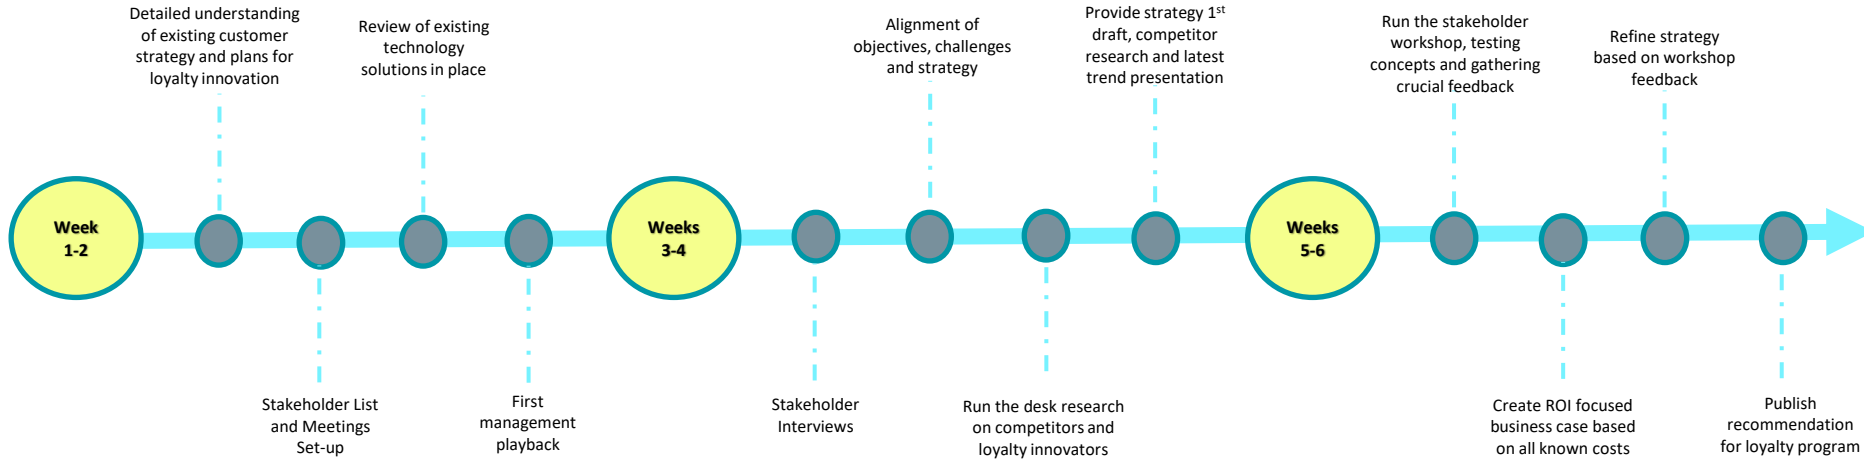 Week
1-2
Detailed understanding
of existing customer
strategy and plans for
loyalty innovation
Stakeholder List
and Meetings
Set-up
Review of existing
technology
solutions in place
First
management
playback
Weeks
3-4
Stakeholder
Interviews
Alignment of
objectives, challenges
and strategy
Run the desk research
on competitors and
loyalty innovators
Provide strategy 1st
draft, competitor
research and latest
trend presentation
Weeks
5-6
Run the stakeholder
workshop, testing
concepts and gathering
crucial feedback
Create ROI focused
business case based
on all known costs
Refine strategy
based on workshop
feedback
Publish
recommendation
for loyalty program